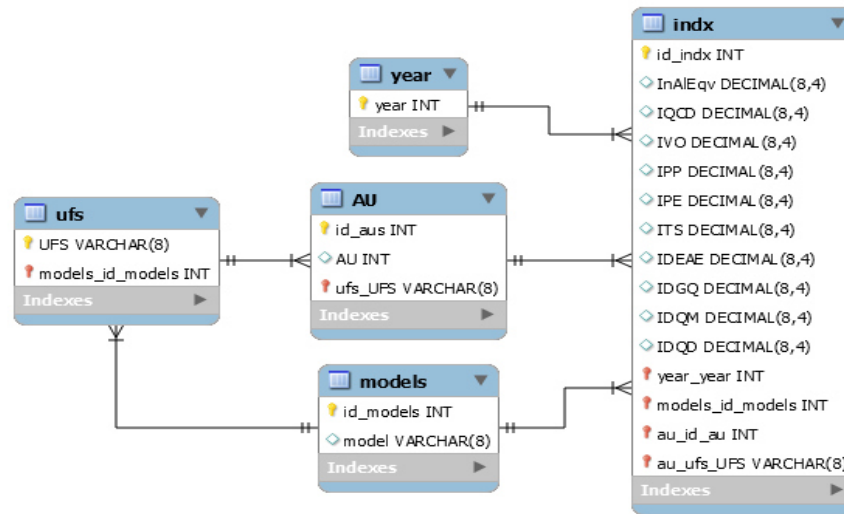 year
year INT
Indexes
ufs
UFS VARCHAR(8)
models_id_models INT
Indexes
AU
id_aus INT
AU INT
ufs_UFS VARCHAR(8)
Indexes
models
id_models INT
model VARCHAR(8)
Indexes
indx
id_indx INT
InAlEqv DECIMAL(8,4)
IQCD DECIMAL(8,4)
IVO DECIMAL(8,4)
IPP DECIMAL(8,4)
IPE DECIMAL(8,4)
ITS DECIMAL(8,4)
IDEAE DECIMAL(8,4)
IDGQ DECIMAL(8,4)
IDQM DECIMAL(8,4)
IDQD DECIMAL(8,4)
year_year INT
models_id_models INT
au_id_au INT
au_ufs_UFS VARCHAR(8)
Indexes